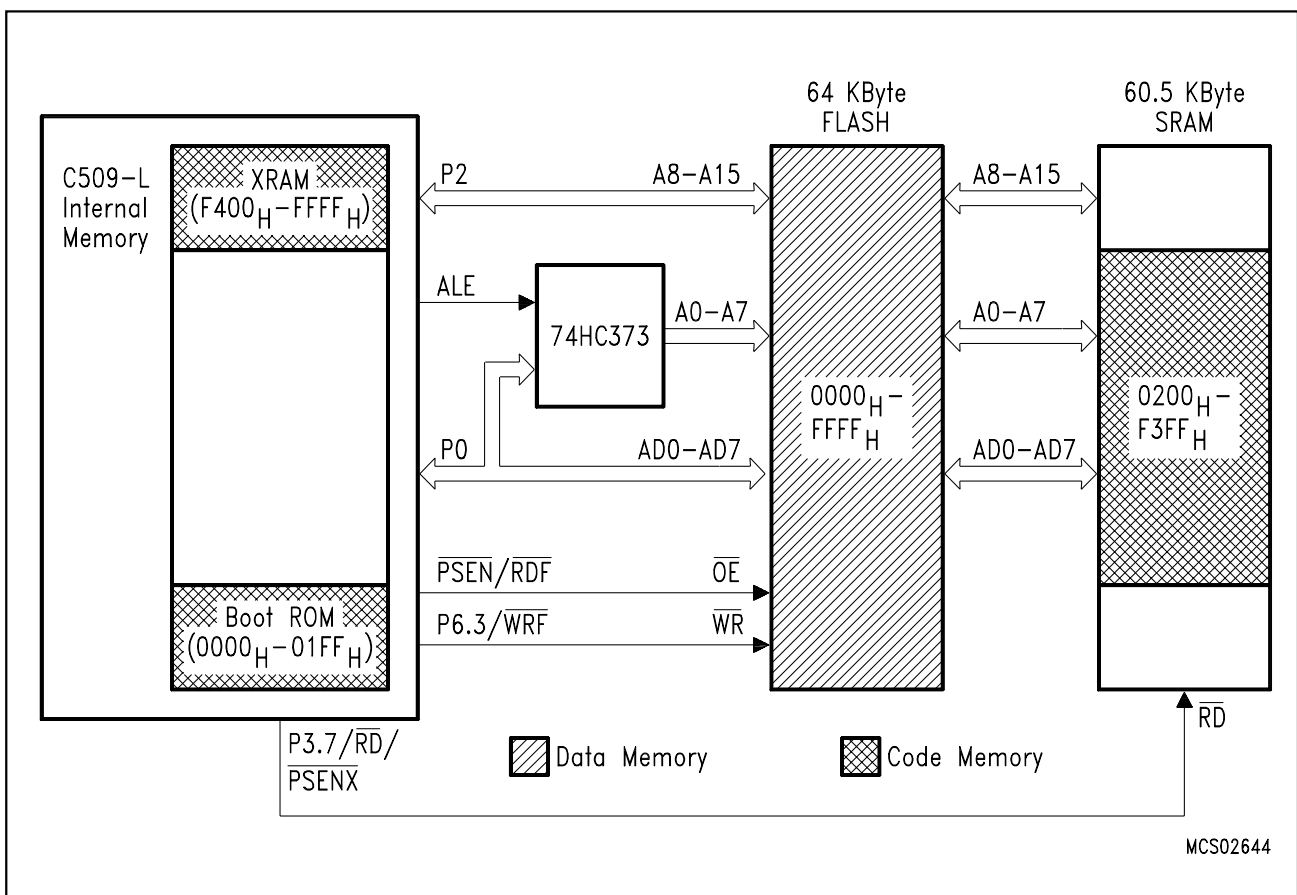 64 KByte
FLASH
60.5 KByte
SRAM
C509-L
Internal
Memory
XRAM
(F400H-FFFFH)
P2
A8-A15
A8-A15
ALE
74HC373
A0-A7
A0-A7
0000H-
FFFFH
0200H-
F3FFH
P0
AD0-AD7
AD0-AD7
PSEN/RDF
OE
Boot ROM
(0000H-01FFH)
P6.3/WRF
WR
P3.7/RD/
PSENX
Data Memory
Code Memory
RD
MCS02644